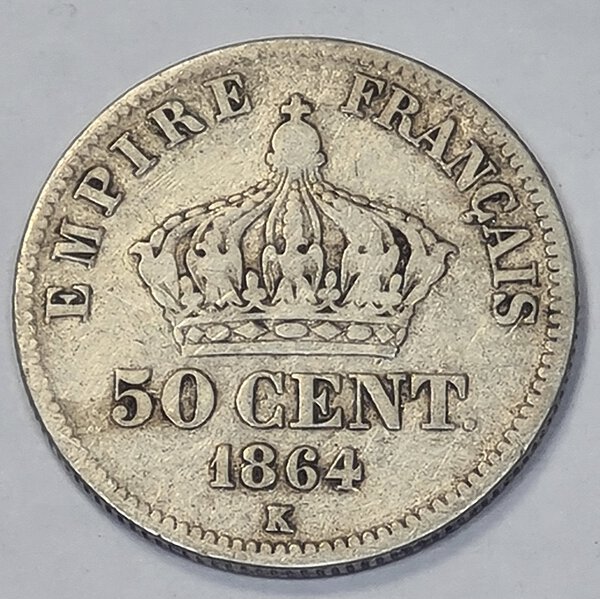 EMPIRE FRANÇAIS
50 CENT.
1864
K